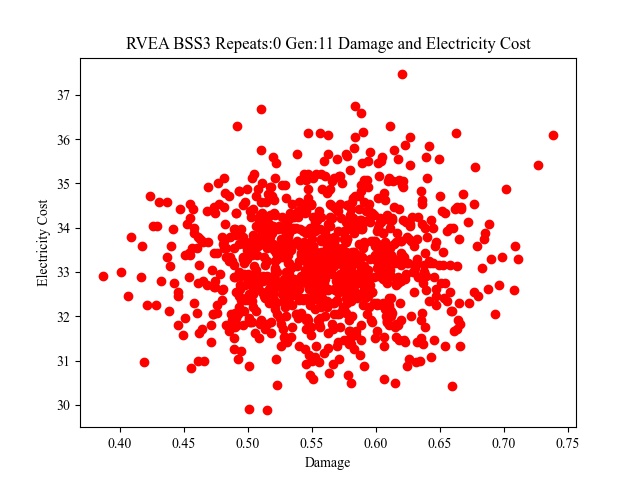 RVEA BSS3 Repeats:0 Gen:11 Damage and Electricity Cost
37
36
35
34
33
32
31
30
Electricity Cost
0.40 0.45 0.50 0.55 0.60 0.65 0.70 0.75
Damage